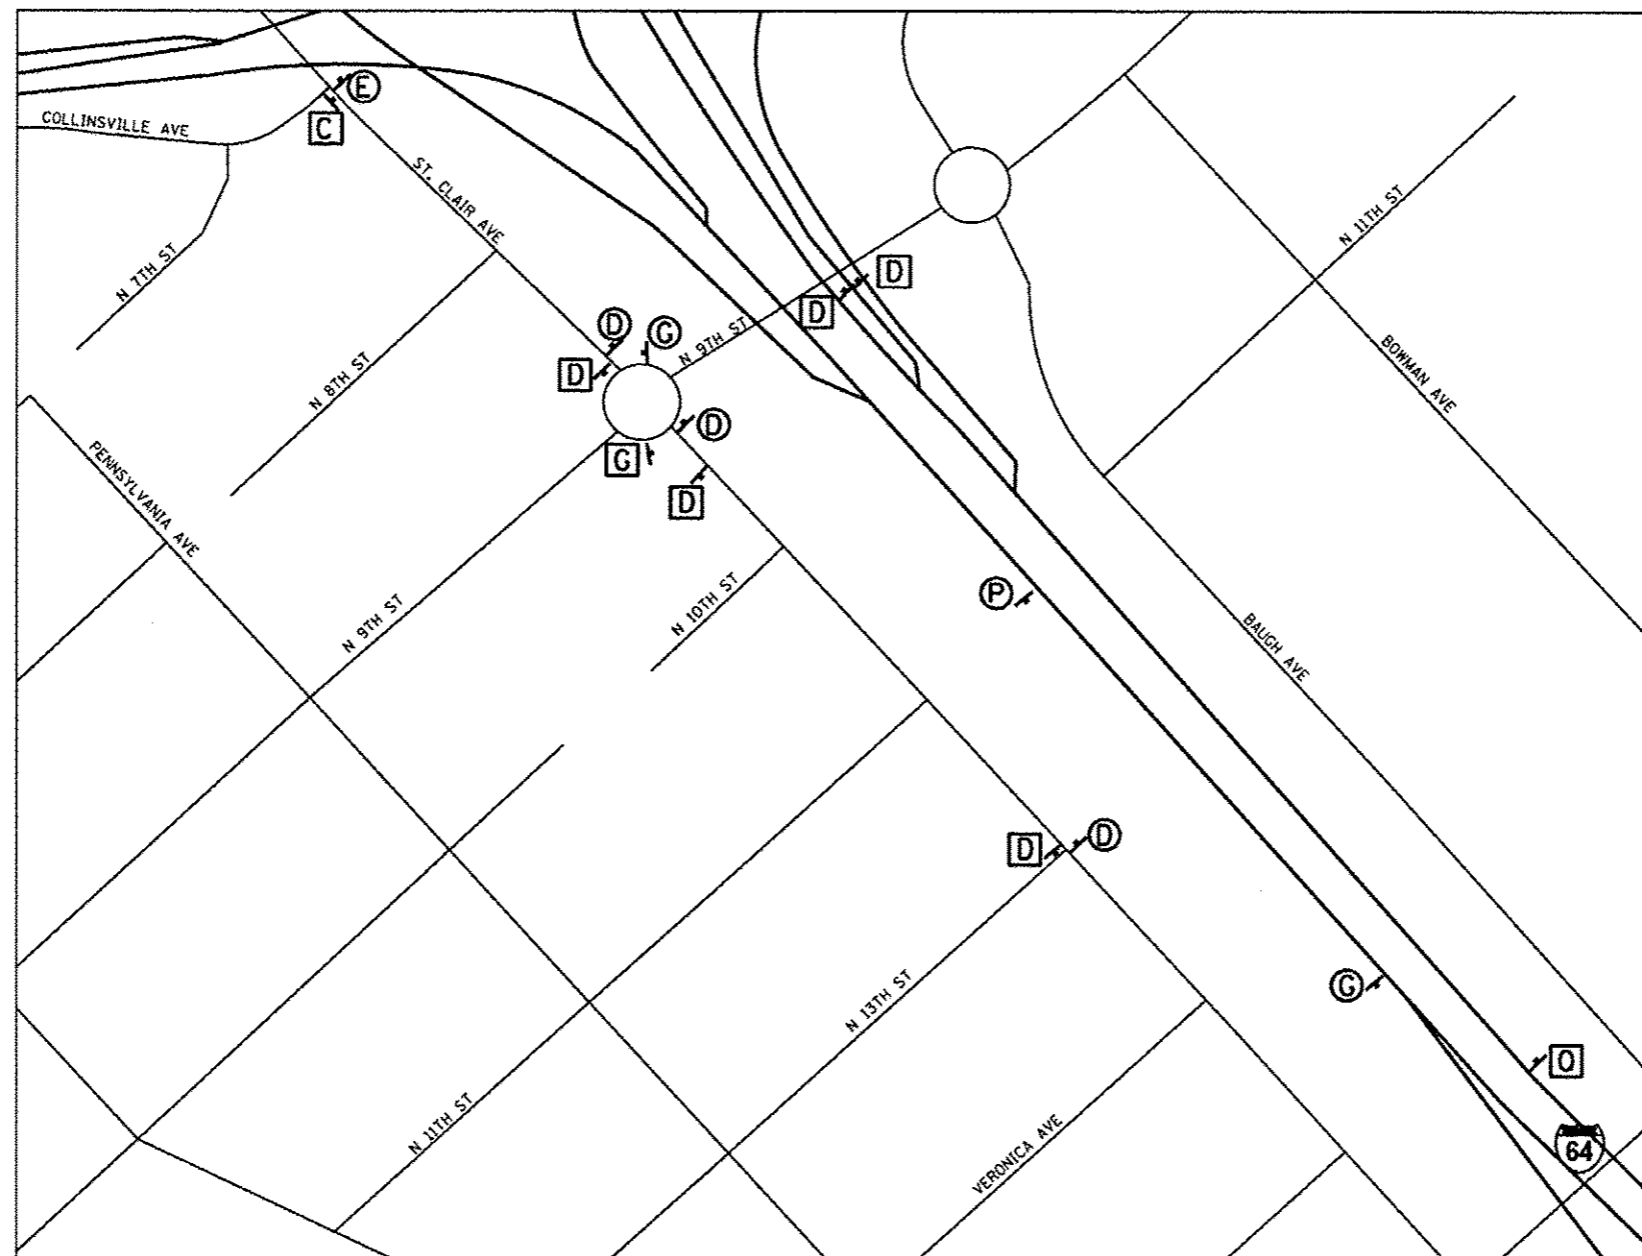 E
COLLINSVILLE AVE
C
ST. CLAIR AVE
N 11TH ST
N 7TH ST
D
D
D
G
N 9TH ST
N 8TH ST
D
BOWMAN AVE
D
G
D
PENNSYLVANIA AVE
P
N 10TH ST
N 9TH ST
BAUGH AVE
D
D
G
N 13TH ST
O
N 11TH ST
VERONICA AVE
64